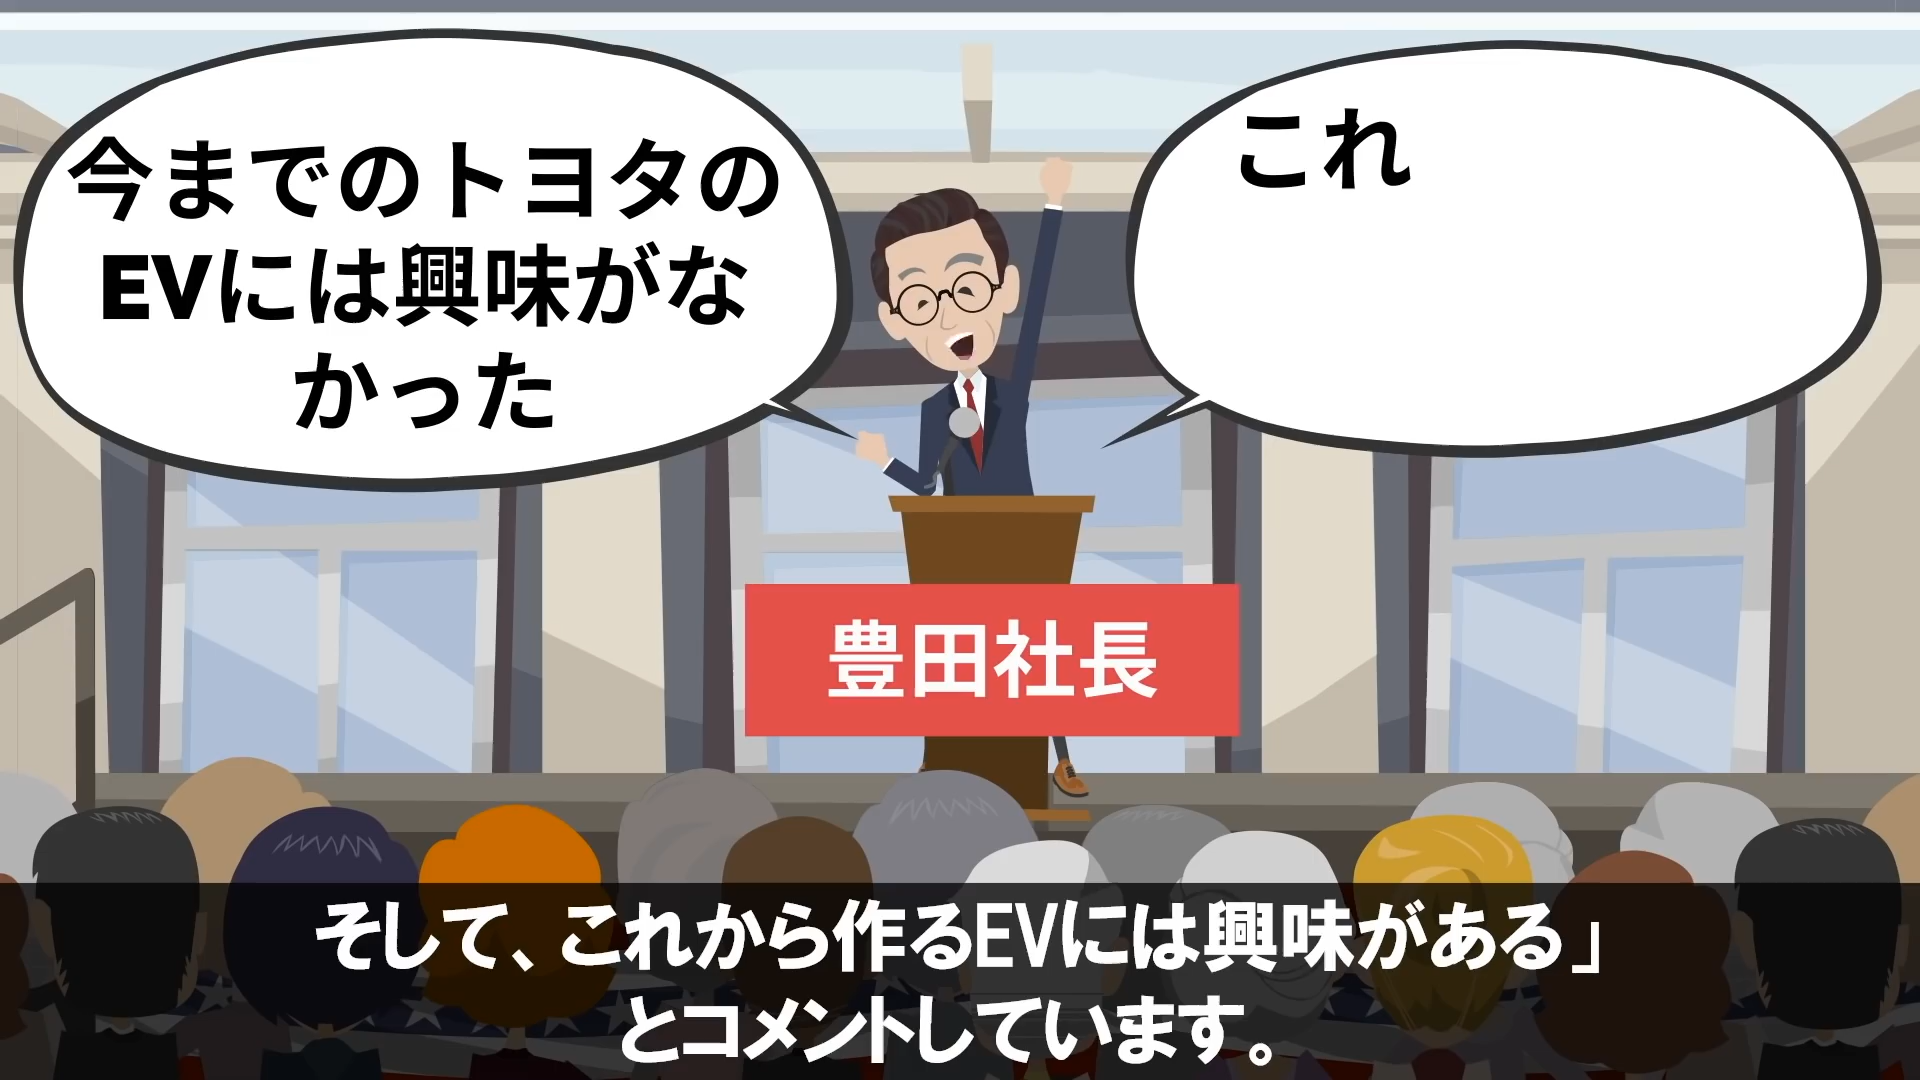 今までのトヨタの
EVには興味がな
かった
これ
豊田社長
そして、これから作るEVには興味がある」
とコメントしています。